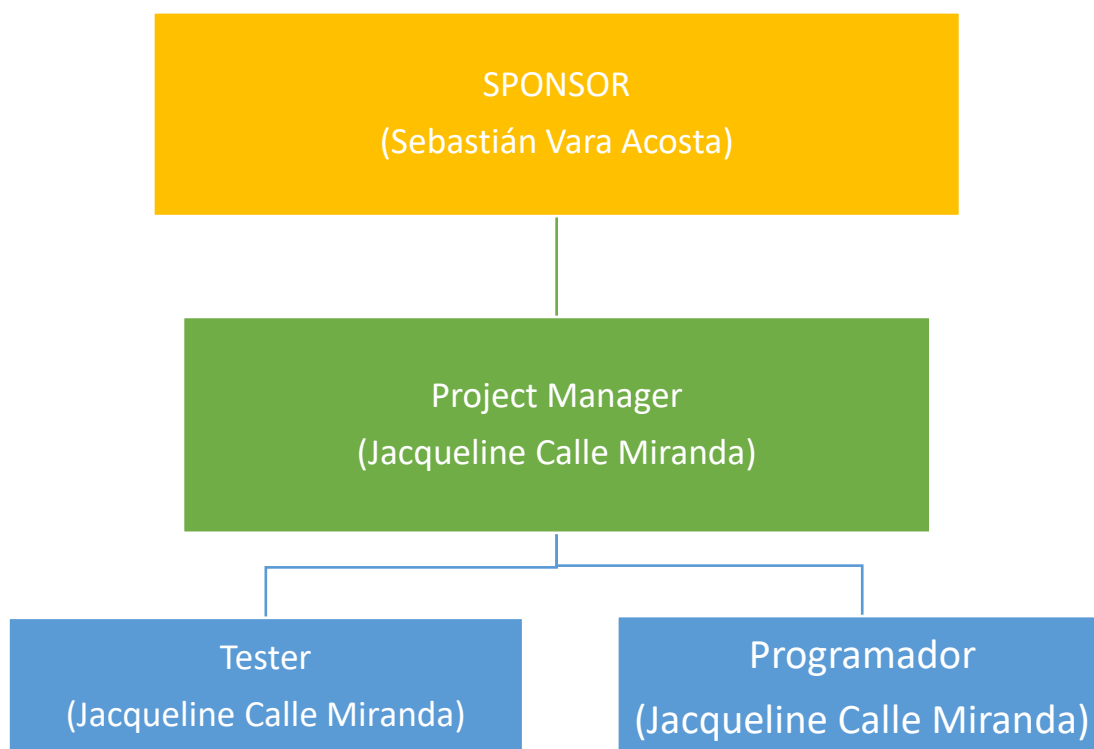 SPONSOR
(Sebastián Vara Acosta)
Project Manager
(Jacqueline Calle Miranda)
Tester
(Jacqueline Calle Miranda)
Programador
(Jacqueline Calle Miranda)